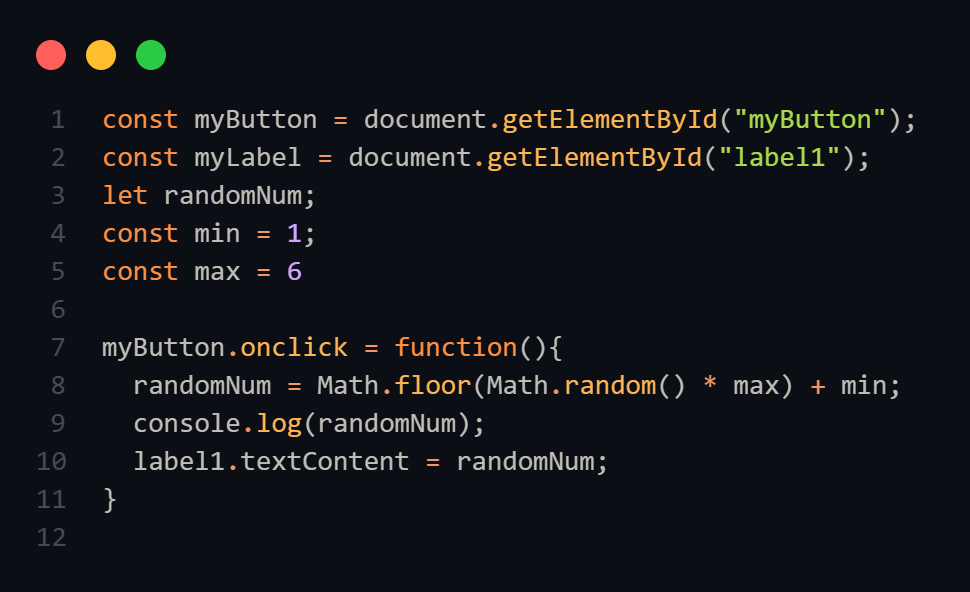 1 const myButton = document.getElementById("myButton");
2 const myLabel = document.getElementById("label1");
3 let randomNum;
4 const min = 1;
5 const max = 6
6
7 myButton.onclick = function(){
8   randomNum = Math.floor(Math.random() * max) + min;
9   console.log(randomNum);
10   label1.textContent = randomNum;
11 }
12